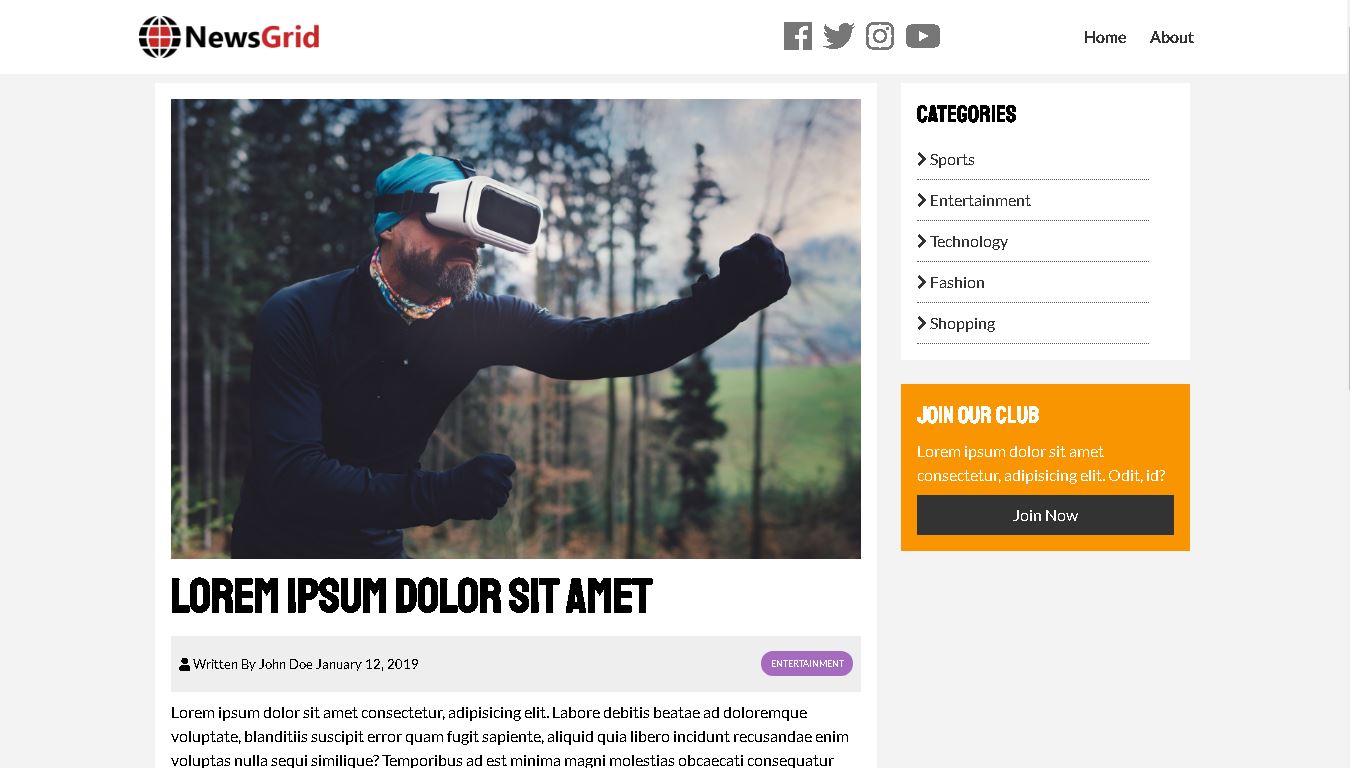 NewsGrid
Home
About
LOREM IPSUM DOLOR SIT AMET
Written By John Doe January 12, 2019
ENTERTAINMENT
Lorem ipsum dolor sit amet consectetur, adipisicing elit. Labore debitis beatae ad doloremque
voluptate, blanditiis suscipit error quam fugit sapiente, aliquid quia libero incidunt recusandae enim
voluptas nulla sequi similique? Temporibus ad est minima magni molestias obcaecati consequatur
CATEGORIES
Sports
Entertainment
Technology
Fashion
Shopping
JOIN OUR CLUB
Lorem ipsum dolor sit amet
consectetur, adipisicing elit. Odit, id?
Join Now